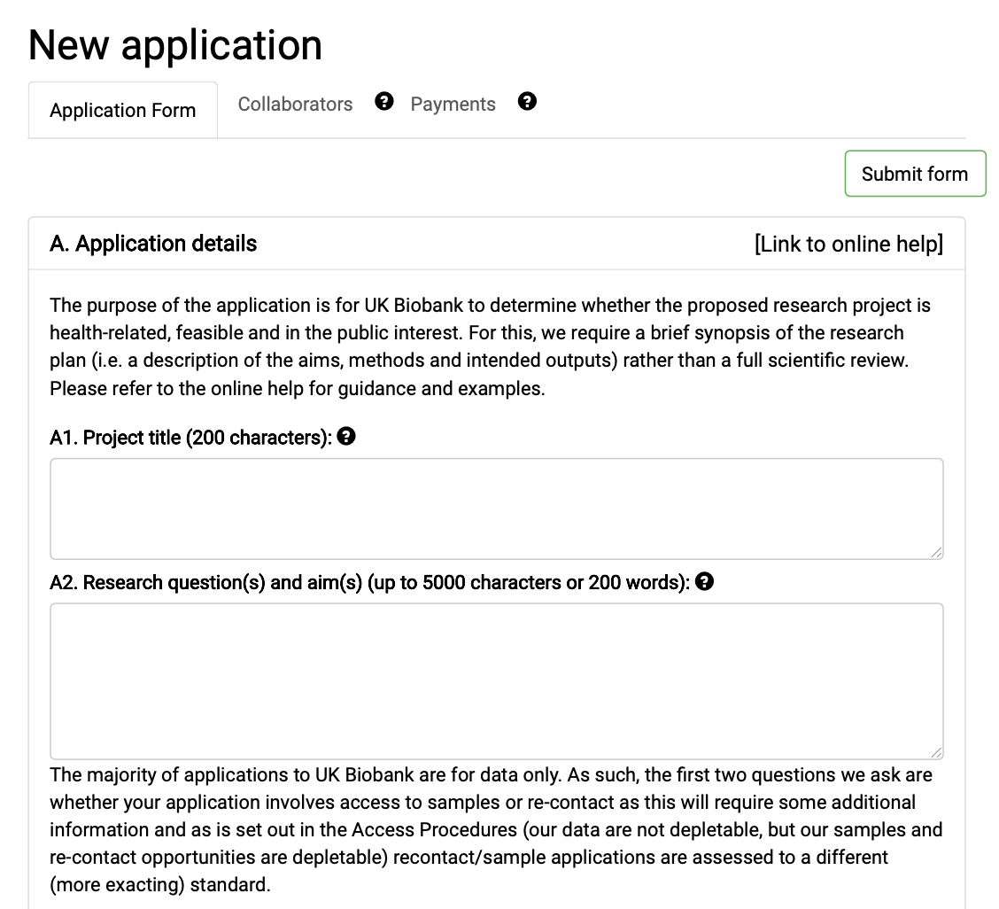 New application
Application Form
Collaborators ?
Payments ?
Submit form
A. Application details
[Link to online help]
The purpose of the application is for UK Biobank to determine whether the proposed research project is
health-related, feasible and in the public interest. For this, we require a brief synopsis of the research
plan (i.e. a description of the aims, methods and intended outputs) rather than a full scientific review.
Please refer to the online help for guidance and examples.
A1. Project title (200 characters): ?
A2. Research question(s) and aim(s) (up to 5000 characters or 200 words): ?
The majority of applications to UK Biobank are for data only. As such, the first two questions we ask are
whether your application involves access to samples or re-contact as this will require some additional
information and as is set out in the Access Procedures (our data are not depletable, but our samples and
re-contact opportunities are depletable) recontact/sample applications are assessed to a different
(more exacting) standard.